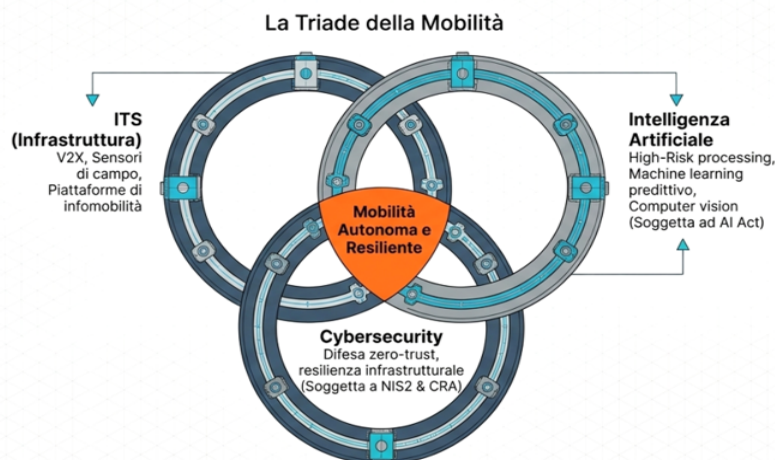 La Triade della Mobilità
ITS
(Infrastruttura)
V2X, Sensori
di campo,
Piattaforme di
infomobilità
Intelligenza
Artificiale
High-Risk processing,
Machine learning
predittivo,
Computer vision
(Soggetta ad AI Act)
Mobilità
Autonoma e
Resiliente
Cybersecurity
Difesa zero-trust,
resilienza infrastrutturale
(Soggetta a NIS2 & CRA)